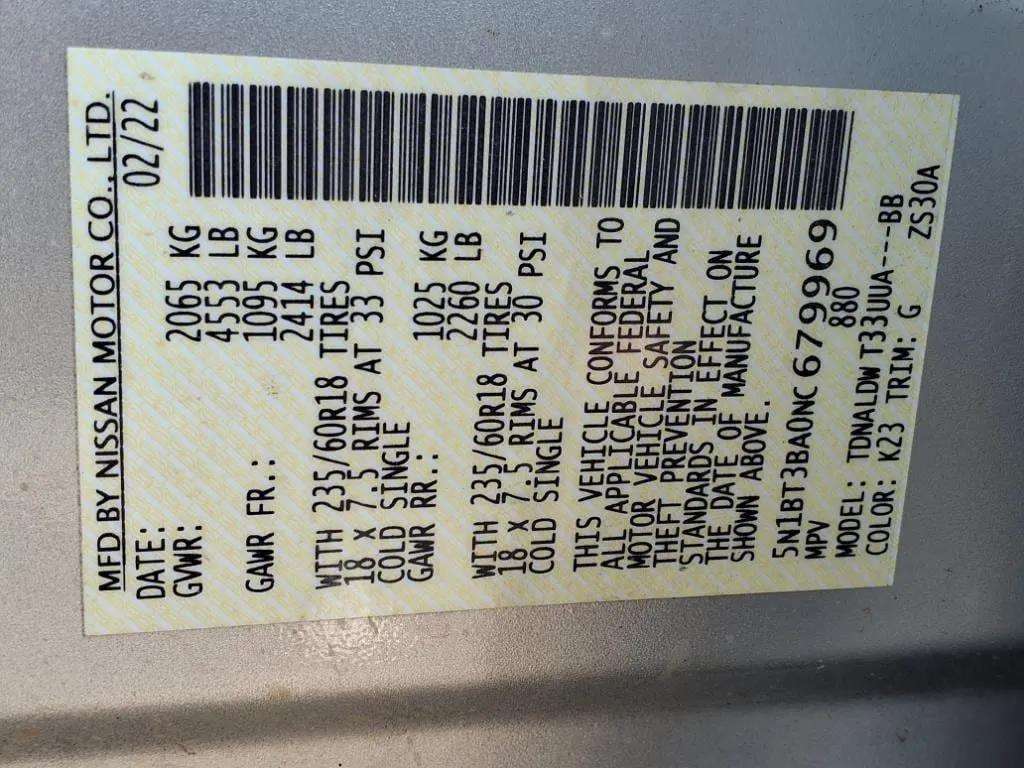 MFD BY NISSAN MOTOR CO., LTD.
DATE: 02/22
GVWR: 2065 KG
4553 LB
GAWR FR.: 1095 KG
2414 LB
WITH 235/60R18 TIRES
18 X 7.5 RIMS AT 33 PSI
COLD SINGLE
GAWR RR.: 1025 KG
2260 LB
WITH 235/60R18 TIRES
18 X 7.5 RIMS AT 30 PSI
COLD SINGLE
THIS VEHICLE CONFORMS TO
ALL APPLICABLE FEDERAL
MOTOR VEHICLE SAFETY AND
THEFT PREVENTION
STANDARDS IN EFFECT ON
THE DATE OF MANUFACTURE
SHOWN ABOVE.
5N1BT3BA0NC679969
MPV 880
MODEL: TDNALDW T33UUA---BB
COLOR: K23 TRIM: G ZS30A